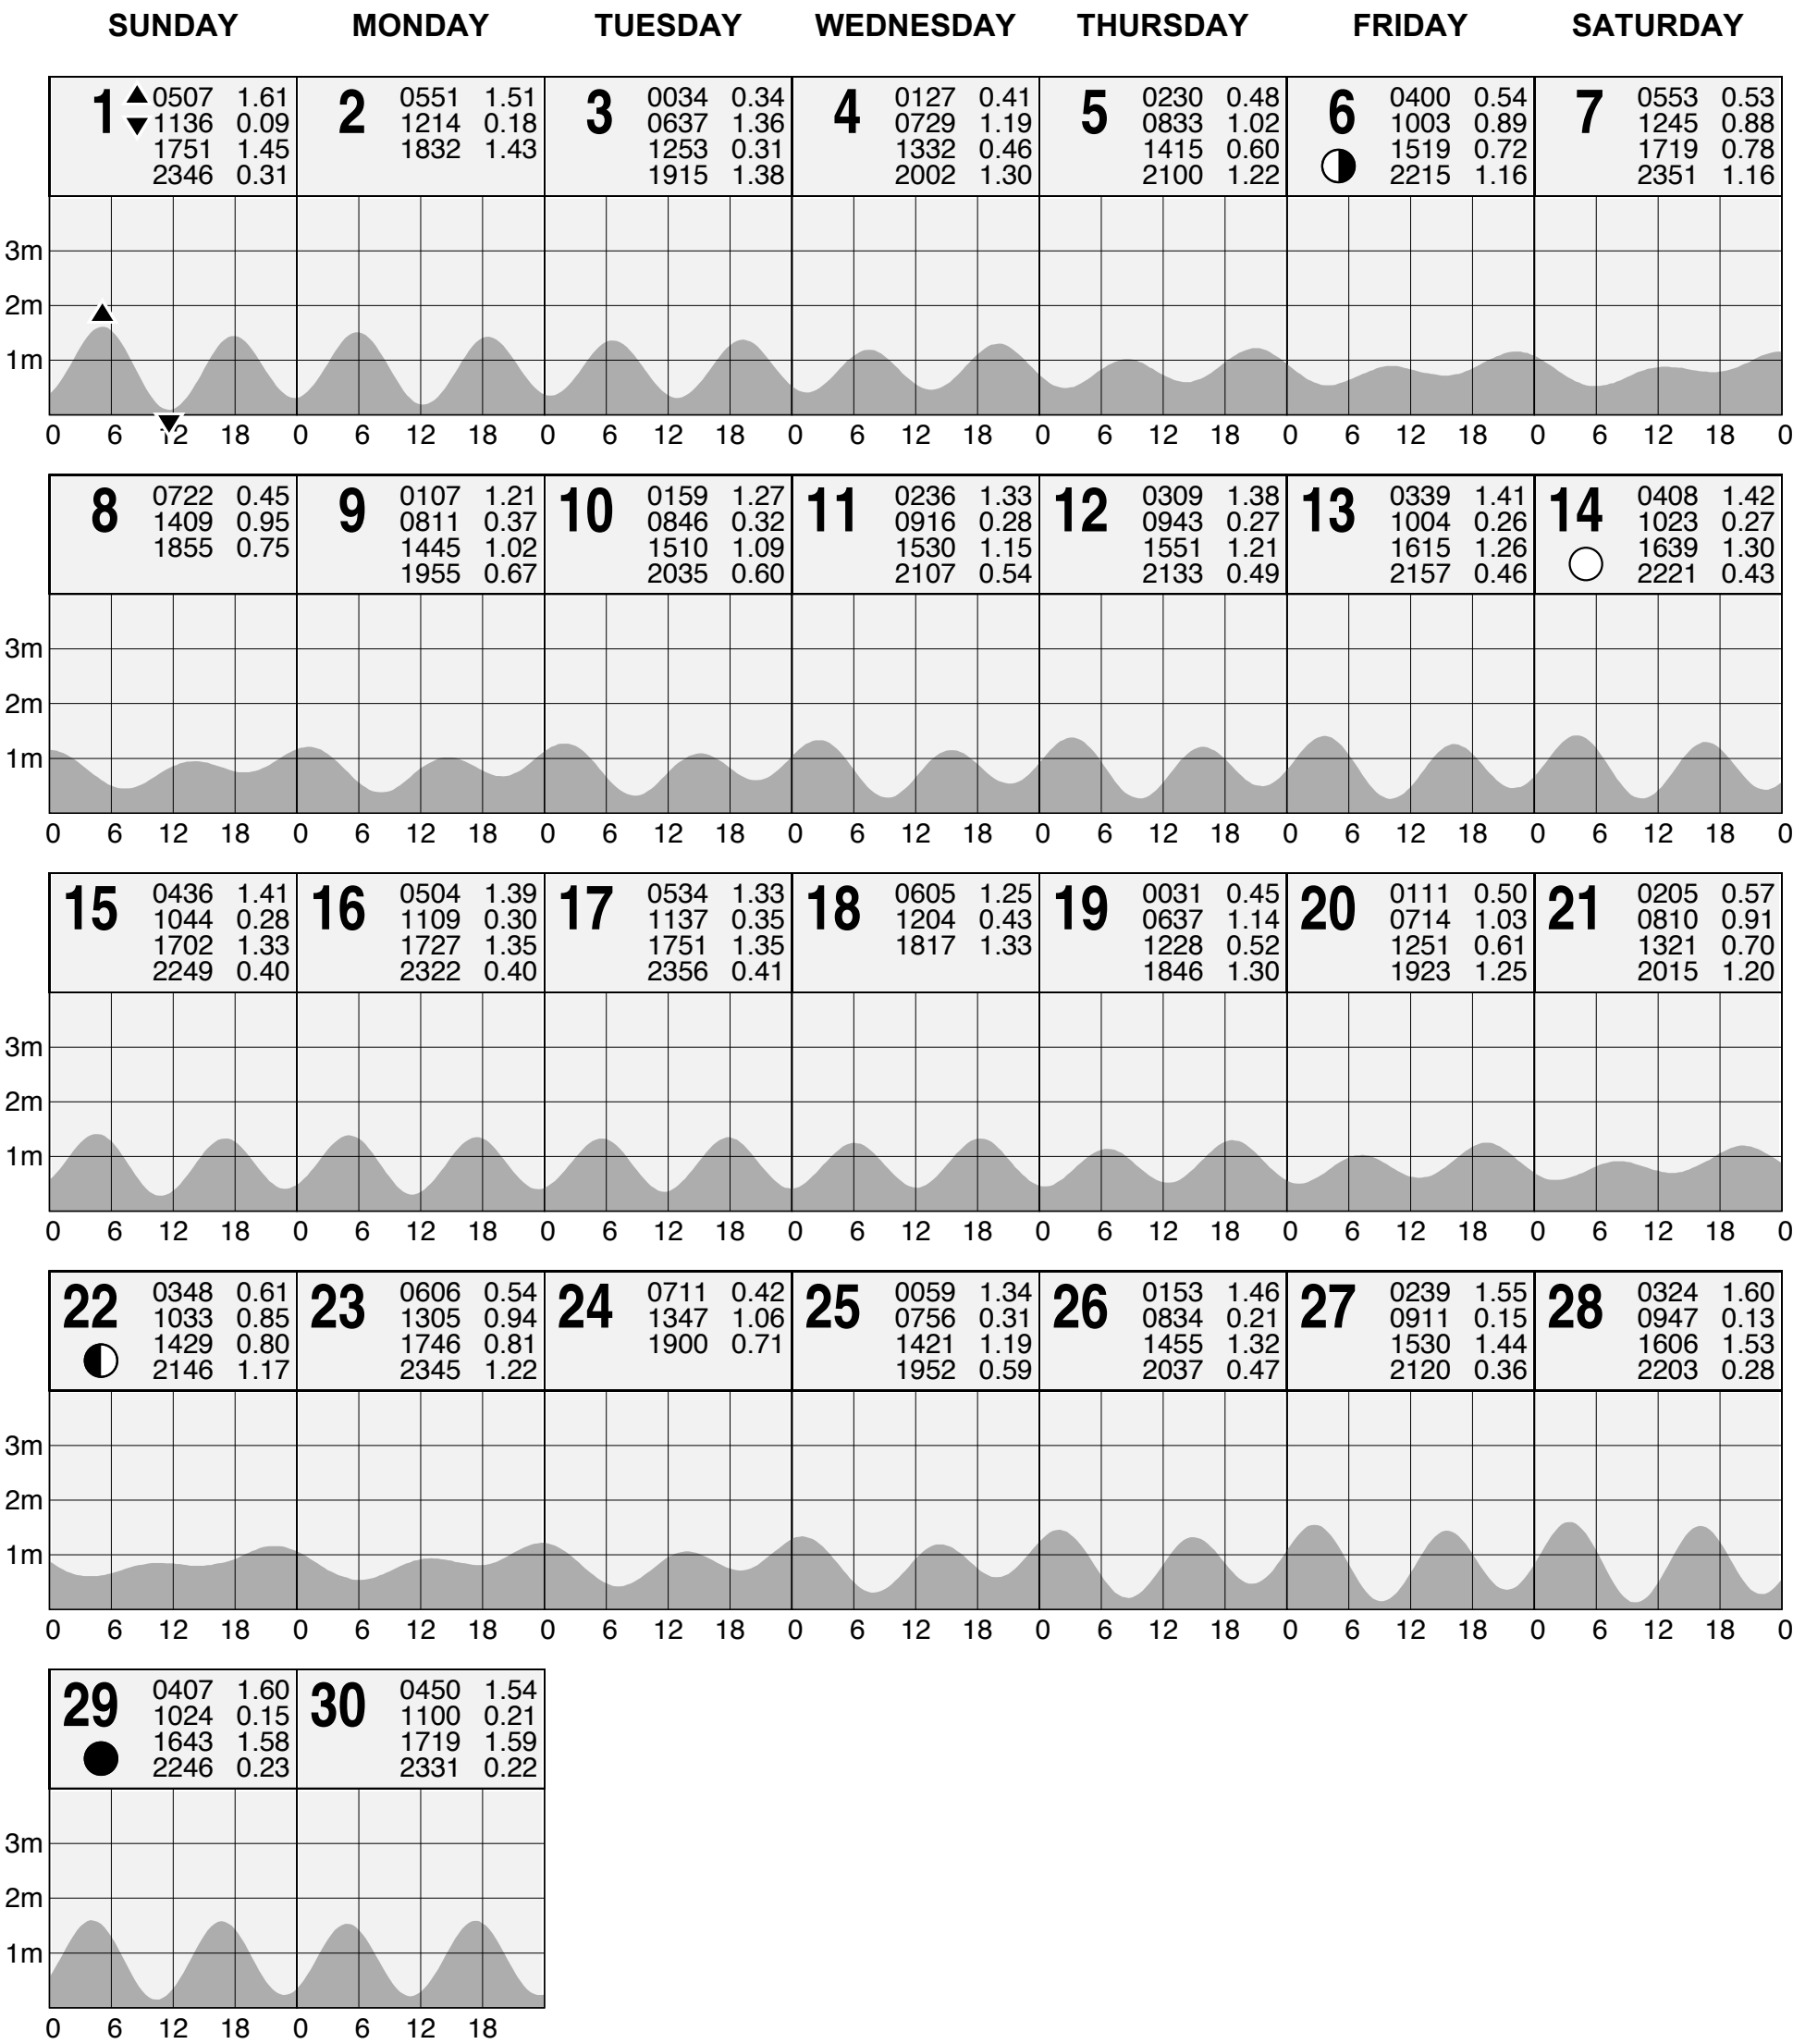 SUNDAY MONDAY TUESDAY WEDNESDAY THURSDAY FRIDAY SATURDAY
1 0507 1.61
1136 0.09
1751 1.45
2346 0.31
2 0551 1.51
1214 0.18
1832 1.43
3 0034 0.34
0637 1.36
1253 0.31
1915 1.38
4 0127 0.41
0729 1.19
1332 0.46
2002 1.30
5 0230 0.48
0833 1.02
1415 0.60
2100 1.22
6 0400 0.54
1003 0.89
1519 0.72
2215 1.16
7 0553 0.53
1245 0.88
1719 0.78
2351 1.16
3m
2m
1m
0 6 12 18 0 6 12 18 0 6 12 18 0 6 12 18 0 6 12 18 0 6 12 18 0 6 12 18 0
8 0722 0.45
1409 0.95
1855 0.75
9 0107 1.21
0811 0.37
1445 1.02
1955 0.67
10 0159 1.27
0846 0.32
1510 1.09
2035 0.60
11 0236 1.33
0916 0.28
1530 1.15
2107 0.54
12 0309 1.38
0943 0.27
1551 1.21
2133 0.49
13 0339 1.41
1004 0.26
1615 1.26
2157 0.46
14 0408 1.42
1023 0.27
1639 1.30
2221 0.43
3m
2m
1m
0 6 12 18 0 6 12 18 0 6 12 18 0 6 12 18 0 6 12 18 0 6 12 18 0 6 12 18 0
15 0436 1.41
1044 0.28
1702 1.33
2249 0.40
16 0504 1.39
1109 0.30
1727 1.35
2322 0.40
17 0534 1.33
1137 0.35
1751 1.35
2356 0.41
18 0605 1.25
1204 0.43
1817 1.33
19 0031 0.45
0637 1.14
1228 0.52
1846 1.30
20 0111 0.50
0714 1.03
1251 0.61
1923 1.25
21 0205 0.57
0810 0.91
1321 0.70
2015 1.20
3m
2m
1m
0 6 12 18 0 6 12 18 0 6 12 18 0 6 12 18 0 6 12 18 0 6 12 18 0 6 12 18 0
22 0348 0.61
1033 0.85
1429 0.80
2146 1.17
23 0606 0.54
1305 0.94
1746 0.81
2345 1.22
24 0711 0.42
1347 1.06
1900 0.71
25 0059 1.34
0756 0.31
1421 1.19
1952 0.59
26 0153 1.46
0834 0.21
1455 1.32
2037 0.47
27 0239 1.55
0911 0.15
1530 1.44
2120 0.36
28 0324 1.60
0947 0.13
1606 1.53
2203 0.28
3m
2m
1m
0 6 12 18 0 6 12 18 0 6 12 18 0 6 12 18 0 6 12 18 0 6 12 18 0 6 12 18 0
29 0407 1.60
1024 0.15
1643 1.58
2246 0.23
30 0450 1.54
1100 0.21
1719 1.59
2331 0.22
3m
2m
1m
0 6 12 18 0 6 12 18